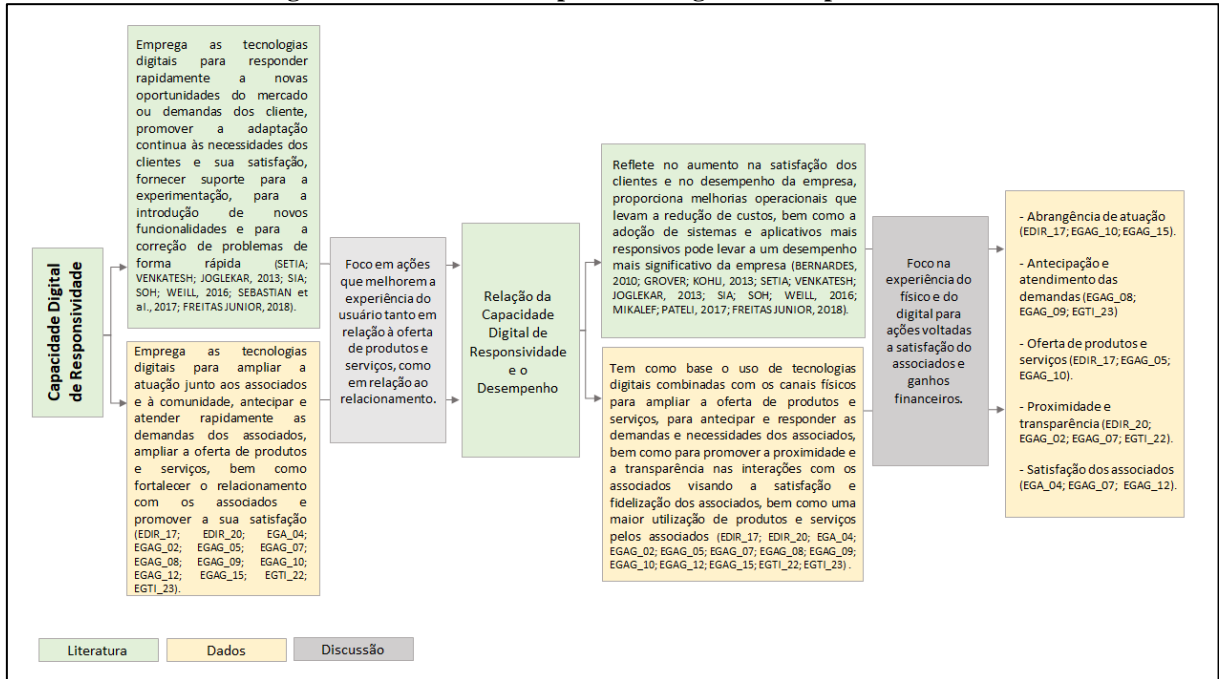 Capacidade Digital
de Responsividade
Emprega as tecnologias
digitais para responder
rapidamente a novas
oportunidades do mercado
ou demandas dos cliente,
promover a adaptação
continua às necessidades dos
clientes e sua satisfação,
fornecer suporte para a
experimentação, para a
introdução de novos
funcionalidades e para a
correção de problemas de
forma rápida (SETIA;
VENKATESH; JOGLEKAR, 2013; SIA;
SOH; WEILL, 2016; SEBASTIAN et
al., 2017; FREITAS JUNIOR, 2018).
Emprega as tecnologias
digitais para ampliar a
atuação junto aos associados
e à comunidade, antecipar e
atender rapidamente as
demandas dos associados,
ampliar a oferta de produtos
e serviços, bem como
fortalecer o relacionamento
com os associados e
promover a sua satisfação
(EDIR_17; EDIR_20; EGA_04;
EGAG_02; EGAG_05; EGAG_07;
EGAG_08; EGAG_09; EGAG_10;
EGAG_12; EGAG_15; EGTI_22;
EGTI_23).
Foco em ações
que melhorem a
experiência do
usuário tanto em
relação à oferta
de produtos e
serviços, como
em relação ao
relacionamento.
Relação da
Capacidade
Digital de
Responsividade
e o
Desempenho
Reflete no aumento na satisfação dos
clientes e no desempenho da empresa,
proporciona melhorias operacionais que
levam a redução de custos, bem como a
adoção de sistemas e aplicativos mais
responsivos pode levar a um desempenho
mais significativo da empresa (BERNARDES,
2010; GROVER; KOHLI, 2013; SETIA; VENKATESH;
JOGLEKAR, 2013; SIA; SOH; WEILL, 2016;
MIKALEF; PATELI, 2017; FREITAS JUNIOR, 2018).
Tem como base o uso de tecnologias
digitais combinadas com os canais físicos
para ampliar a oferta de produtos e
serviços, para antecipar e responder as
demandas e necessidades dos associados,
bem como para promover a proximidade e
a transparência nas interações com os
associados visando a satisfação e
fidelização dos associados, bem como uma
maior utilização de produtos e serviços
pelos associados (EDIR_17; EDIR_20; EGA_04;
EGAG_02; EGAG_05; EGAG_07; EGAG_08; EGAG_09;
EGAG_10; EGAG_12; EGAG_15; EGTI_22; EGTI_23) .
Foco na
experiência do
físico e do
digital para
ações voltadas
a satisfação do
associados e
ganhos
financeiros.
- Abrangência de atuação
(EDIR_17; EGAG_10; EGAG_15).
- Antecipação e
atendimento das
demandas (EGAG_08;
EGAG_09; EGTI_23)
- Oferta de produtos e
serviços (EDIR_17; EGAG_05;
EGAG_10).
- Proximidade e
transparência (EDIR_20;
EGAG_02; EGAG_07; EGTI_22).
- Satisfação dos associados
(EGA_04; EGAG_07; EGAG_12).
Literatura
Dados
Discussão